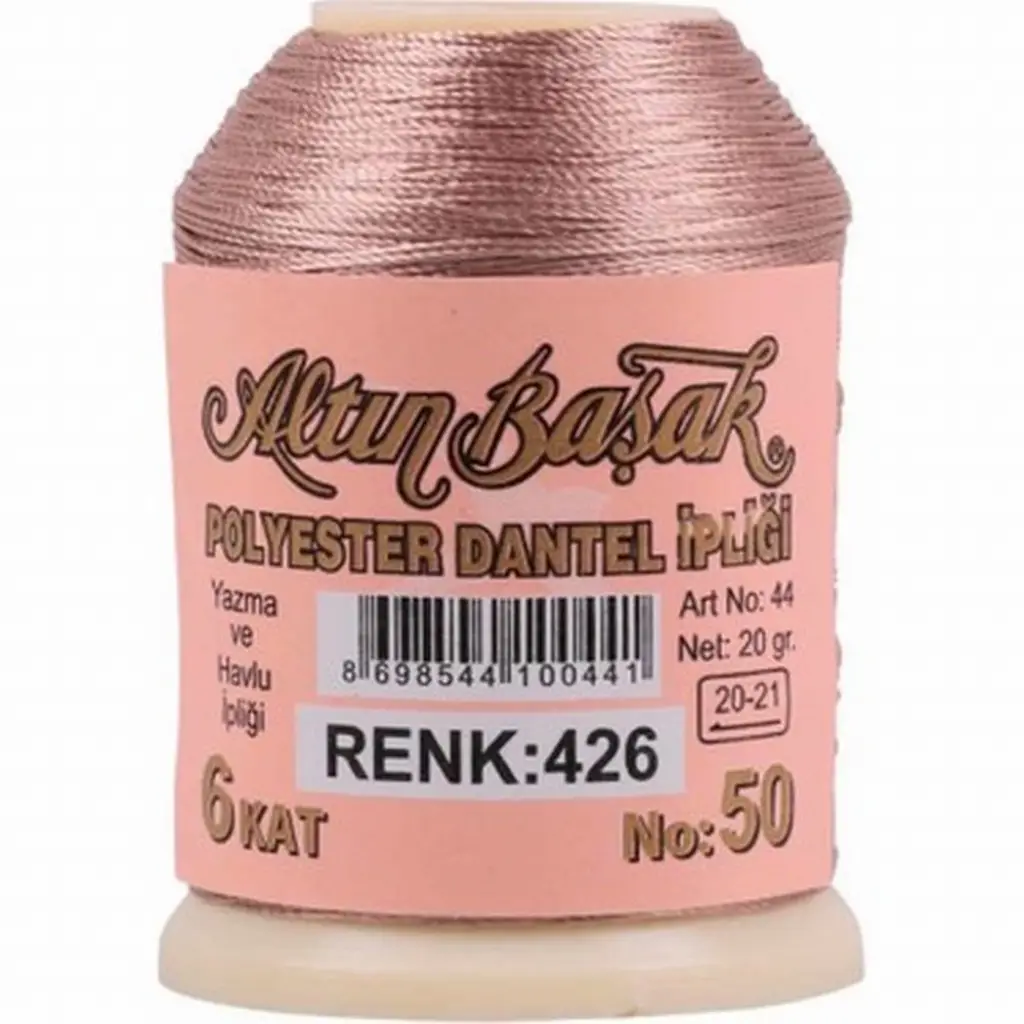 Altın Başak®
POLYESTER DANTEL İPLİĞİ
Yazma
ve
Havlu
İpliği
8 698544 100441
Art No: 44
Net: 20 gr.
20-21
RENK:426
6 KAT
No: 50